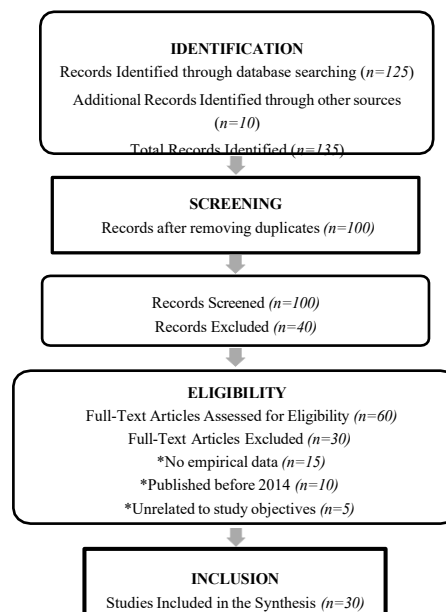 IDENTIFICATION
Records Identified through database searching (n=125)
Additional Records Identified through other sources
(n=10)
Total Records Identified (n=135)
SCREENING
Records after removing duplicates (n=100)
Records Screened (n=100)
Records Excluded (n=40)
ELIGIBILITY
Full-Text Articles Assessed for Eligibility (n=60)
Full-Text Articles Excluded (n=30)
*No empirical data (n=15)
*Published before 2014 (n=10)
*Unrelated to study objectives (n=5)
INCLUSION
Studies Included in the Synthesis (n=30)